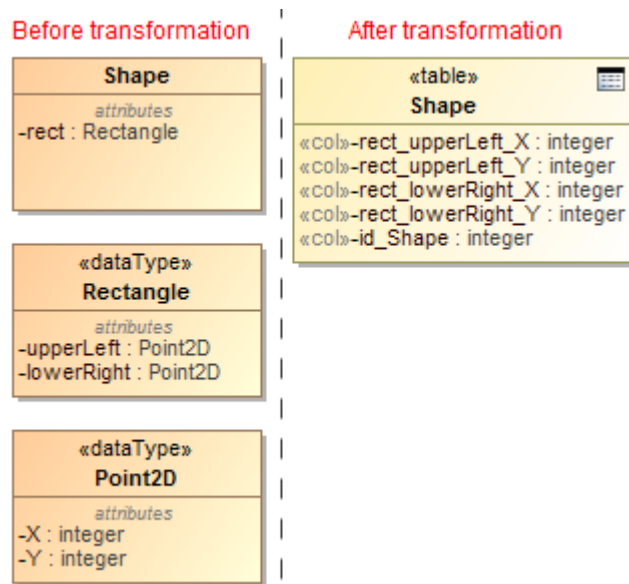 Before transformation
Shape
attributes
-rect : Rectangle
«dataType»
Rectangle
attributes
-upperLeft : Point2D
-lowerRight : Point2D
«dataType»
Point2D
attributes
-X : integer
-Y : integer
After transformation
«table»
Shape
«col»-rect_upperLeft_X : integer
«col»-rect_upperLeft_Y : integer
«col»-rect_lowerRight_X : integer
«col»-rect_lowerRight_Y : integer
«col»-id_Shape : integer